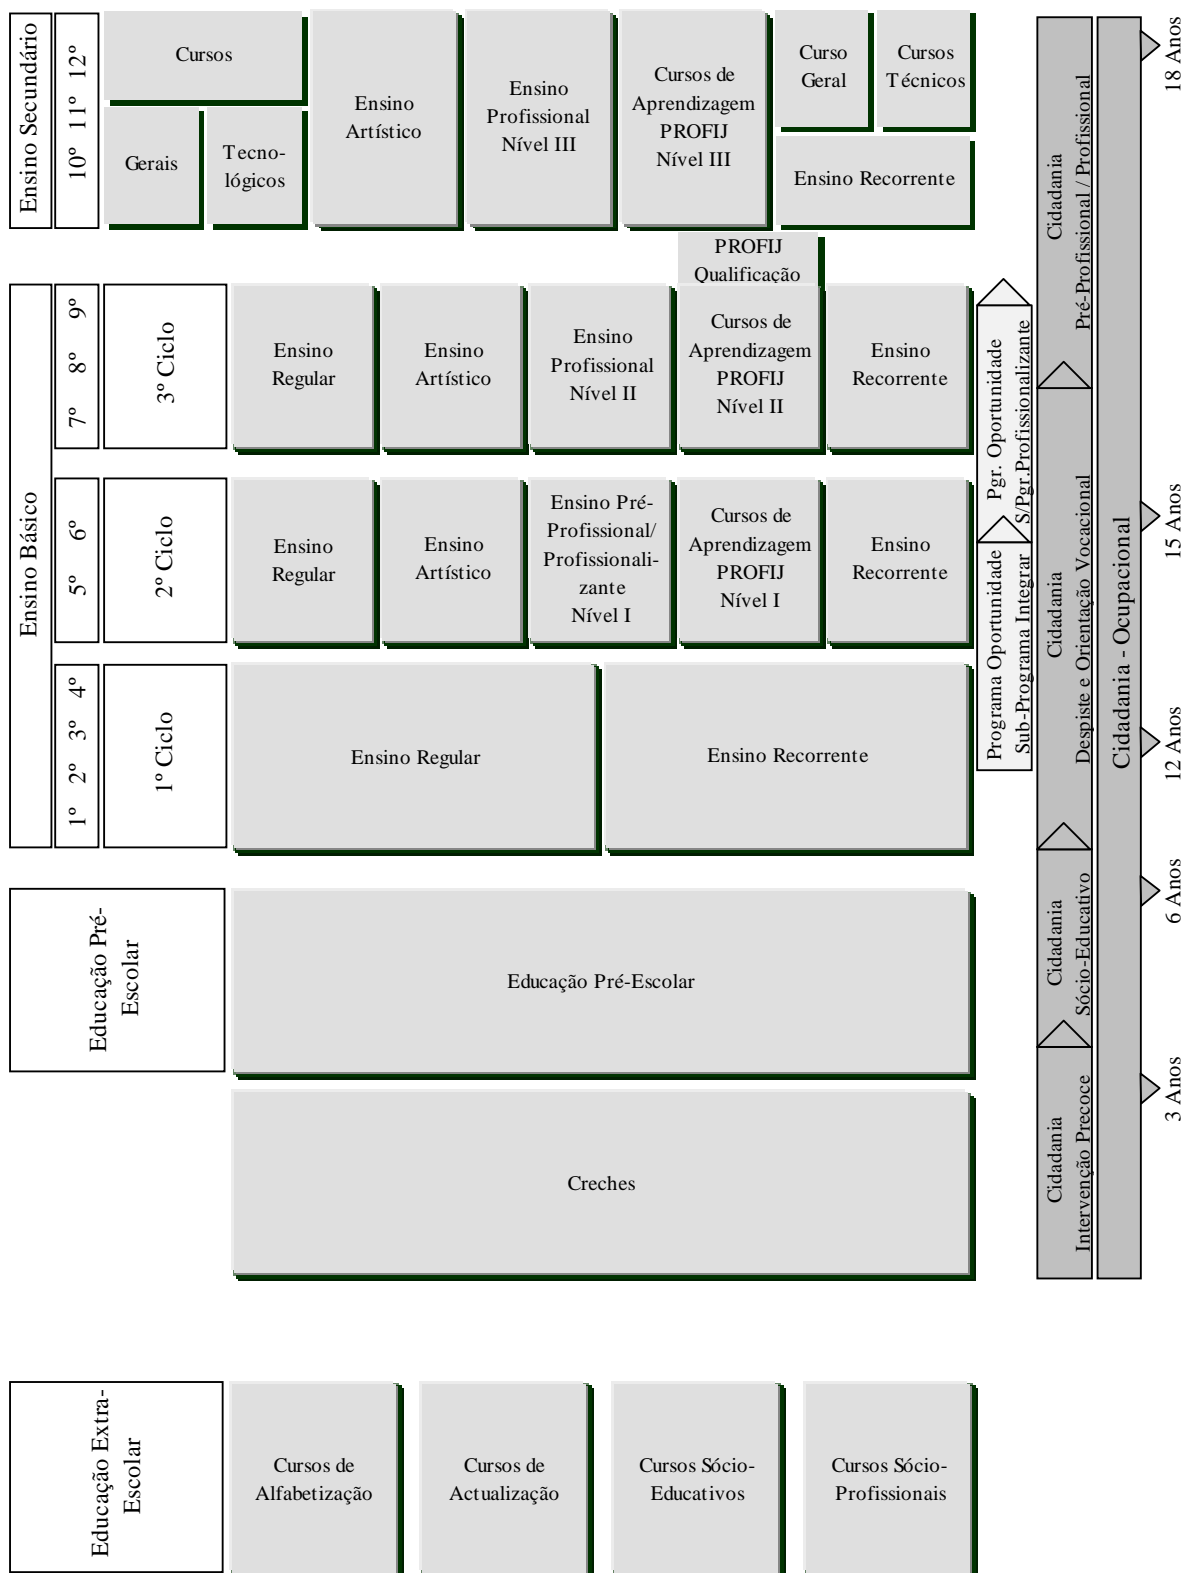 Ensino Secundário
10º 11º 12º
Cursos
Gerais
Tecno-
lógicos
Ensino
Artístico
Ensino
Profissional
Nível III
Cursos de
Aprendizagem
PROFIJ
Nível III
Curso
Geral
Cursos
Técnicos
Ensino Recorrente
PROFIJ
Qualificação
Ensino Básico
7º 8º 9º
3º Ciclo
Ensino
Regular
Ensino
Artístico
Ensino
Profissional
Nível II
Cursos de
Aprendizagem
PROFIJ
Nível II
Ensino
Recorrente
5º 6º
2º Ciclo
Ensino
Regular
Ensino
Artístico
Ensino Pré-
Profissional/
Profissionali-
zante
Nível I
Cursos de
Aprendizagem
PROFIJ
Nível I
Ensino
Recorrente
1º 2º 3º 4º
1º Ciclo
Ensino Regular
Ensino Recorrente
Educação Pré-
Escolar
Educação Pré-Escolar
Creches
Educação Extra-
Escolar
Cursos de
Alfabetização
Cursos de
Actualização
Cursos Sócio-
Educativos
Cursos Sócio-
Profissionais
Programa Oportunidade
Sub-Programa Integrar
Pgr. Oportunidade
S/Pgr.Profissionalizante
Cidadania
Intervenção Precoce
Cidadania
Sócio-Educativo
Cidadania
Despiste e Orientação Vocacional
Cidadania
Pré-Profissional / Profissional
Cidadania - Ocupacional
3 Anos
6 Anos
12 Anos
15 Anos
18 Anos